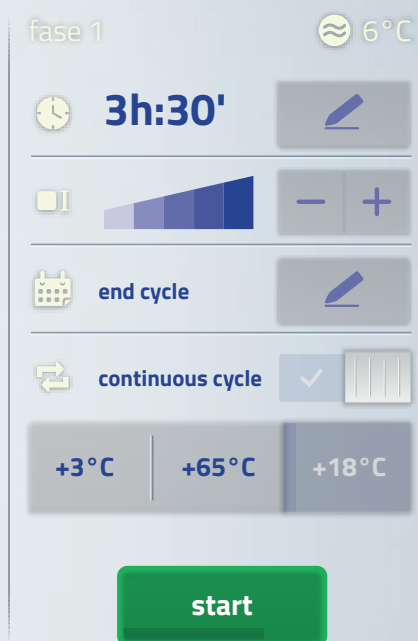 fase 1 6°C
3h:30'
I
− +
end cycle
continuous cycle
+3°C +65°C +18°C
start